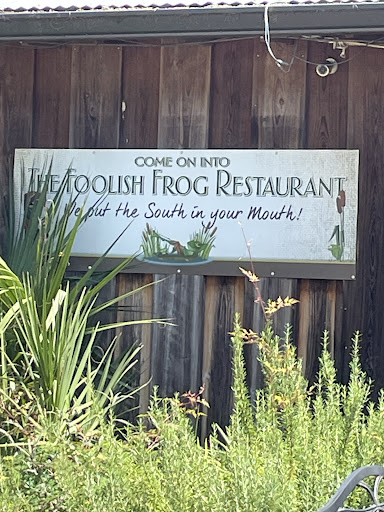 COME ON INTO
THE FOOLISH FROG RESTAURANT
We put the South in your Mouth!